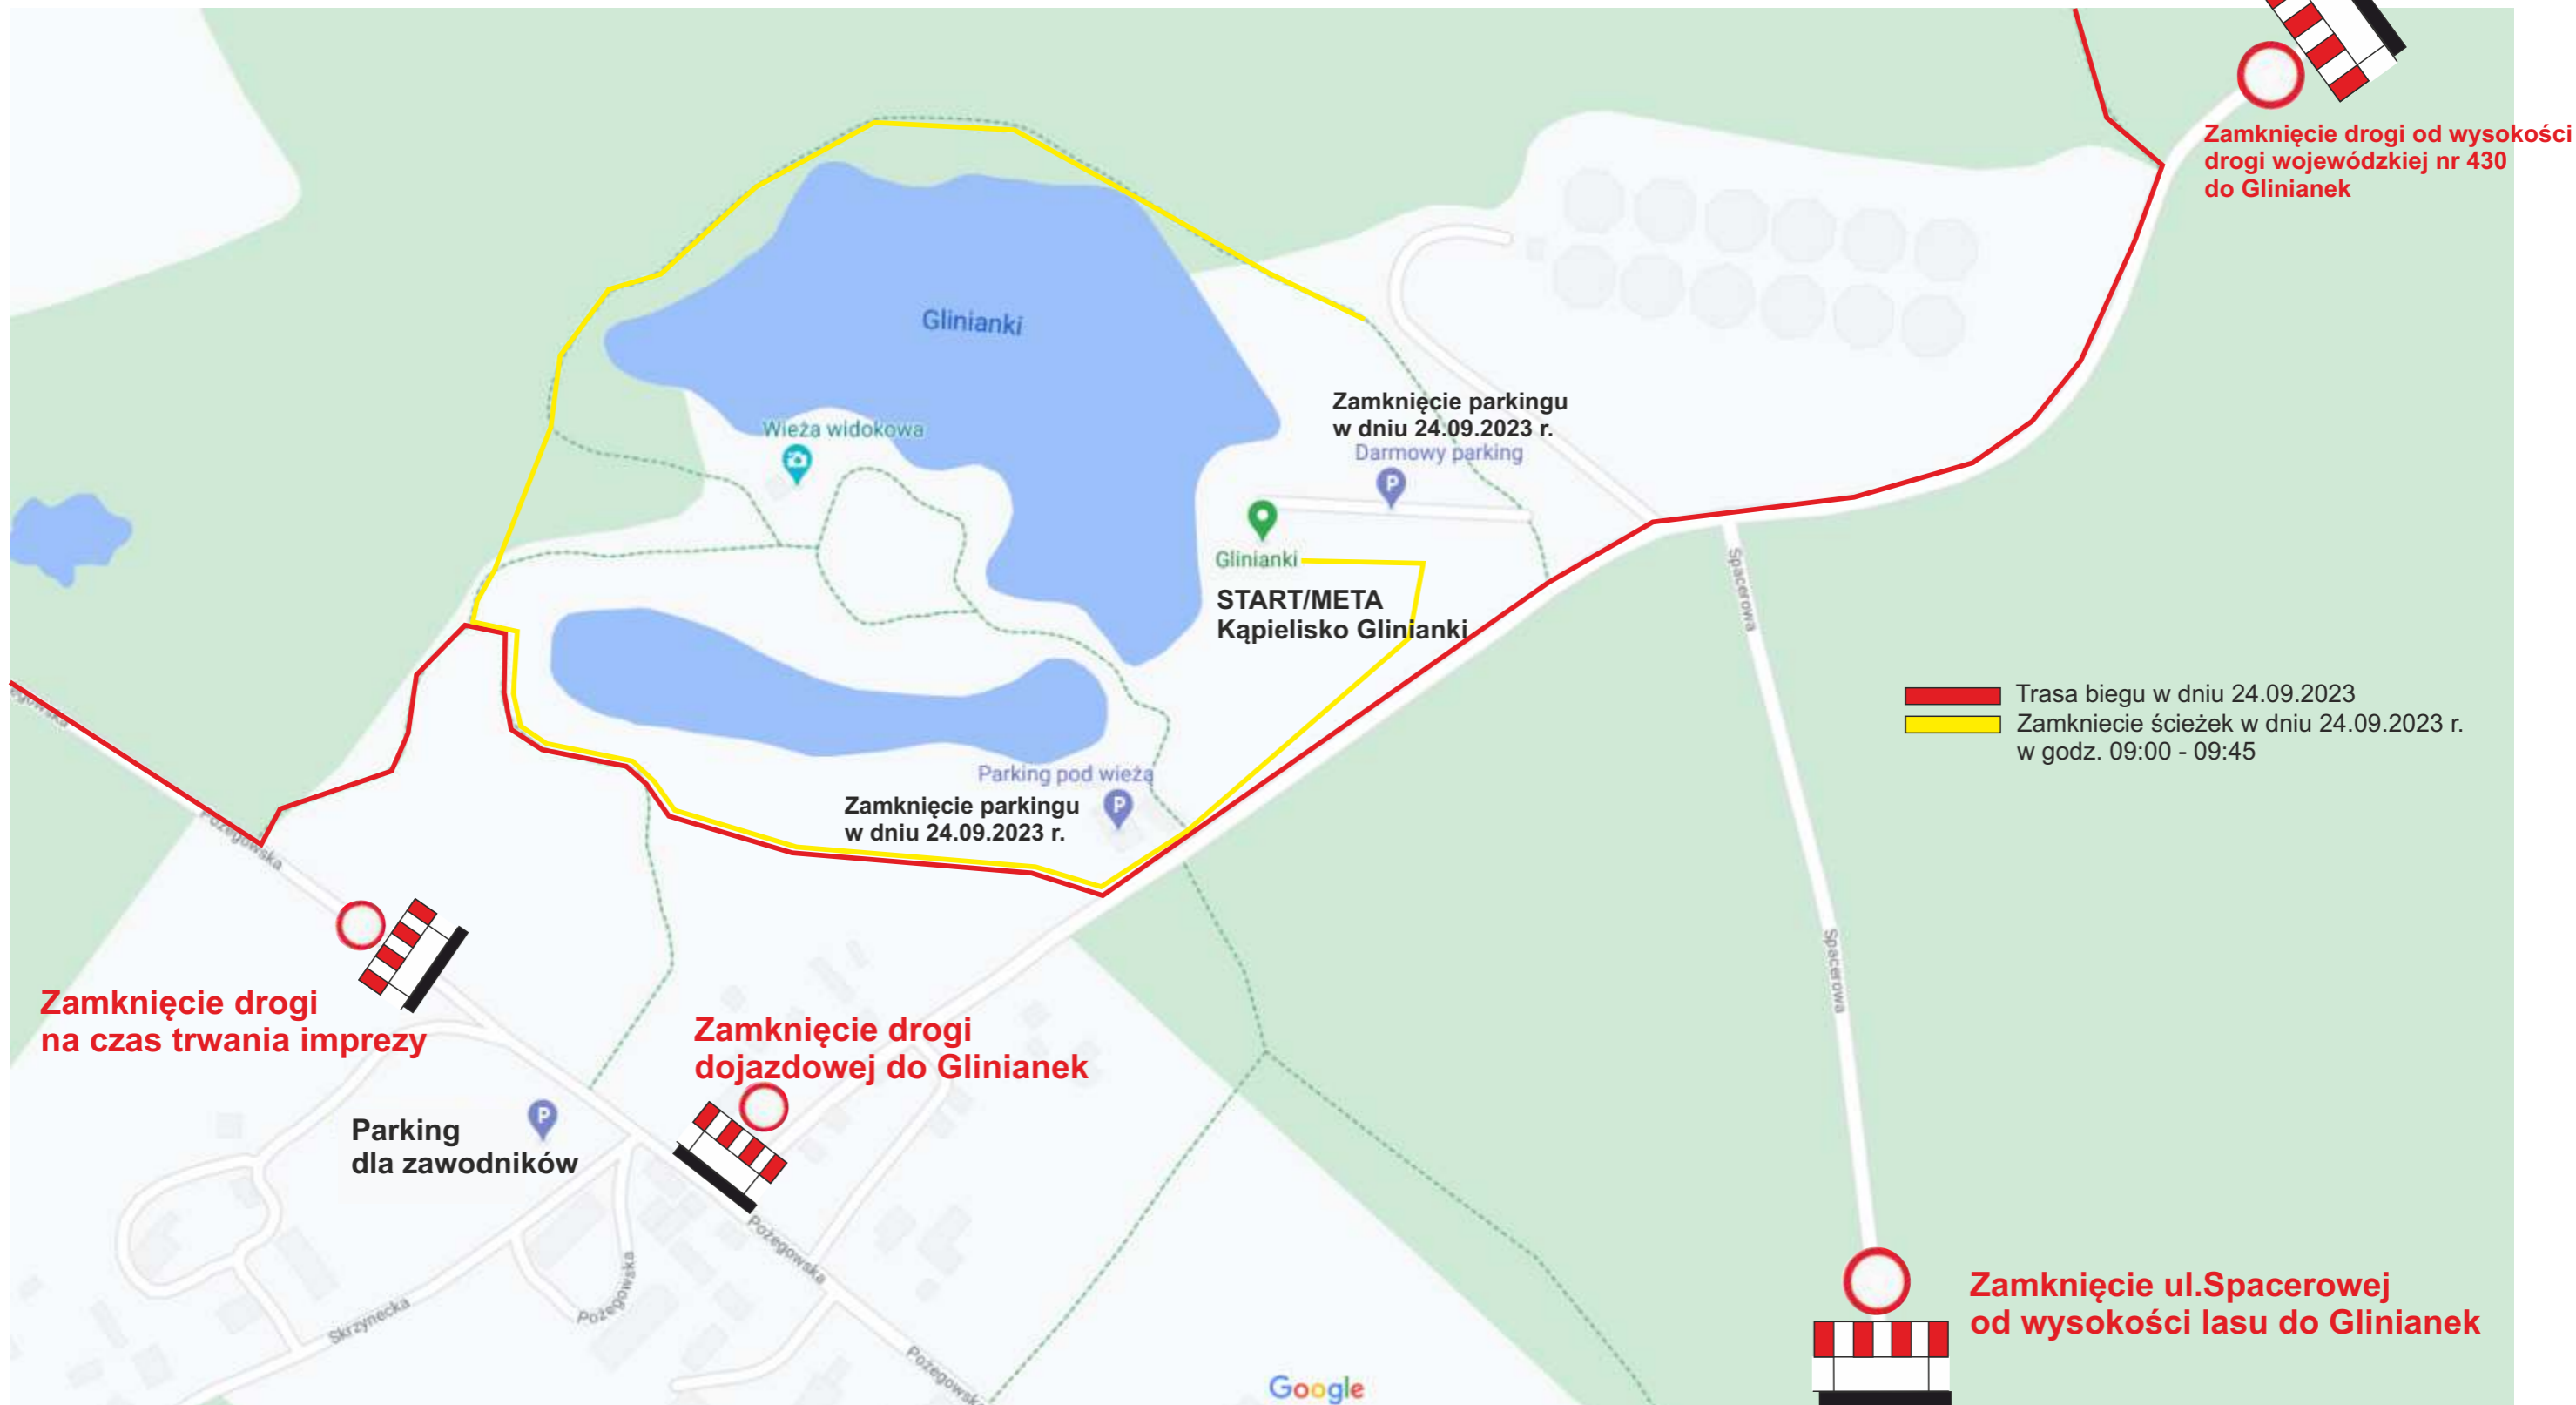 Zamknięcie drogi od wysokości
drogi wojewódzkiej nr 430
do Glinianek
Glinianki
Zamknięcie parkingu
w dniu 24.09.2023 r.
Darmowy parking
P
Wieża widokowa
Glinianki
START/META
Kąpielisko Glinianki
Spacerowa
Trasa biegu w dniu 24.09.2023
Zamkniecie ścieżek w dniu 24.09.2023 r.
w godz. 09:00 - 09:45
Parking pod wieżą
P
Zamknięcie parkingu
w dniu 24.09.2023 r.
Pożegowska
Spacerowa
Zamknięcie drogi
na czas trwania imprezy
Zamknięcie drogi
dojazdowej do Glinianek
Parking
dla zawodników
P
Pożegowska
Pożegowska
Skrzynecka
Pożegowska
Zamknięcie ul.Spacerowej
od wysokości lasu do Glinianek
Google